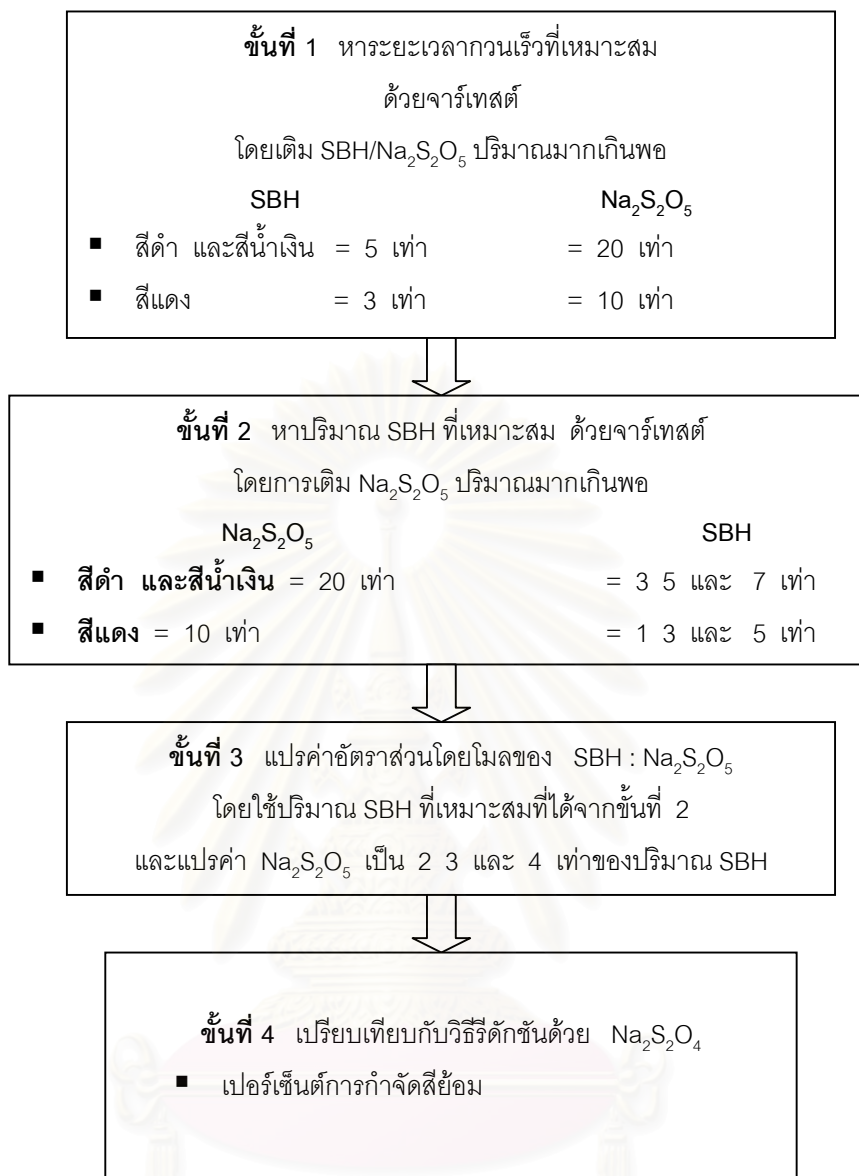 ขั้นที่ 1 หาระยะเวลากวนเร็วที่เหมาะสม
ด้วยจาร์เทสต์
โดยเติม SBH/Na₂S₂O₅ ปริมาณมากเกินพอ
SBH Na₂S₂O₅
▪ สีดำ และสีน้ำเงิน = 5 เท่า = 20 เท่า
▪ สีแดง = 3 เท่า = 10 เท่า
ขั้นที่ 2 หาปริมาณ SBH ที่เหมาะสม ด้วยจาร์เทสต์
โดยการเติม Na₂S₂O₅ ปริมาณมากเกินพอ
Na₂S₂O₅ SBH
▪ สีดำ และสีน้ำเงิน = 20 เท่า = 3 5 และ 7 เท่า
▪ สีแดง = 10 เท่า = 1 3 และ 5 เท่า
ขั้นที่ 3 แปรค่าอัตราส่วนโดยโมลของ SBH : Na₂S₂O₅
โดยใช้ปริมาณ SBH ที่เหมาะสมที่ได้จากขั้นที่ 2
และแปรค่า Na₂S₂O₅ เป็น 2 3 และ 4 เท่าของปริมาณ SBH
ขั้นที่ 4 เปรียบเทียบกับวิธีรีดักชันด้วย Na₂S₂O₄
▪ เปอร์เซ็นต์การกำจัดสีย้อม